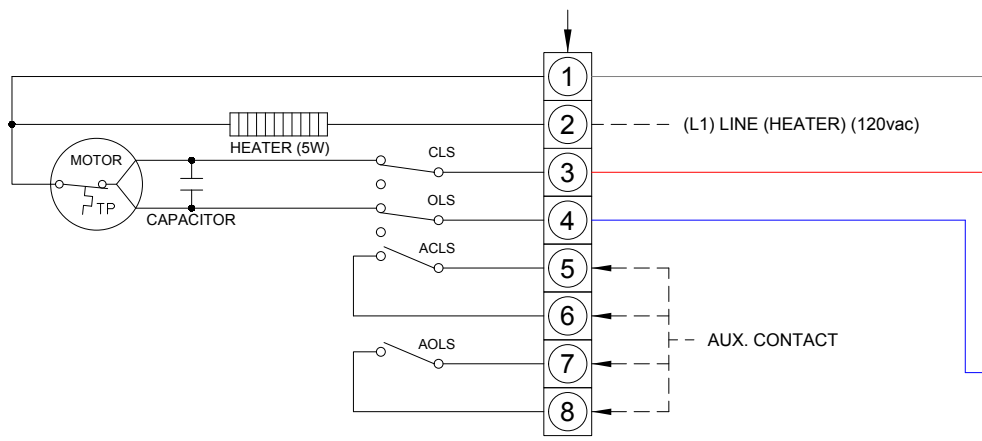 1
2
(L1) LINE (HEATER) (120vac)
HEATER (5W)
MOTOR
CLS
3
TP
CAPACITOR
OLS
4
ACLS
5
6
AUX. CONTACT
AOLS
7
8